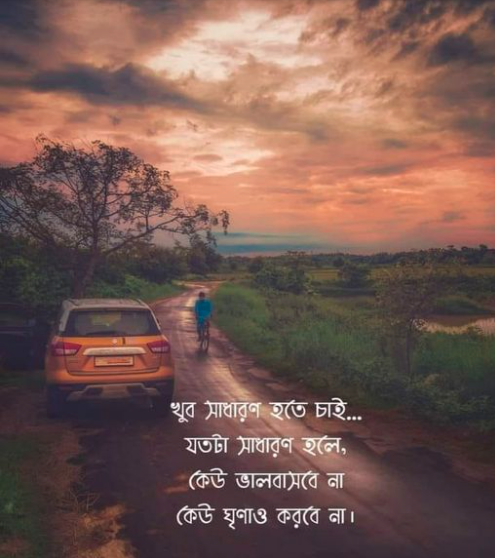 খুব সাধারণ হতে চাই...
যতটা সাধারণ হলে,
কেউ ভালবাসবে না
কেউ ঘৃণাও করবে না।